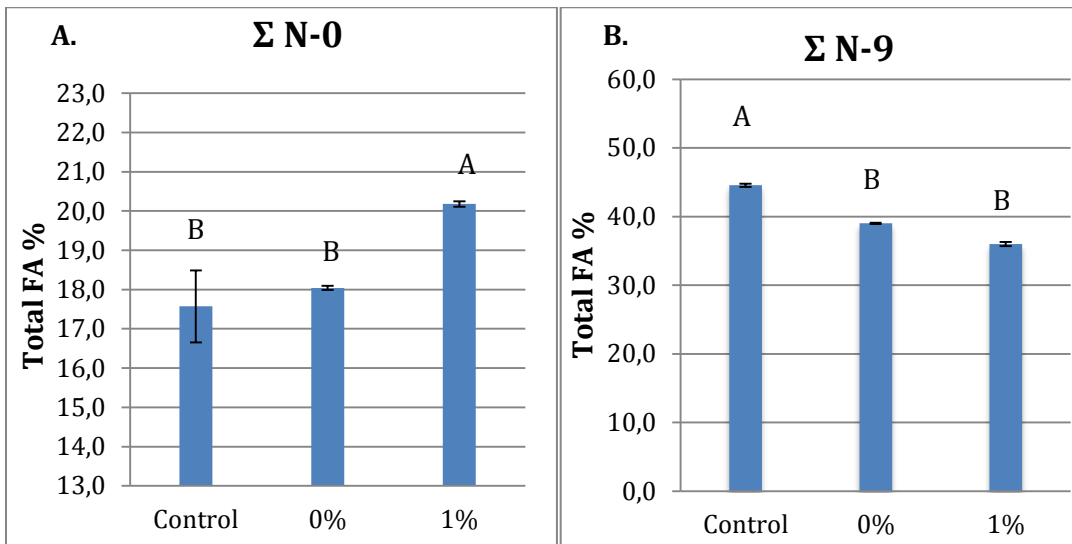 A.
Σ N-0
Total FA %
23,0
22,0
21,0
20,0
19,0
18,0
17,0
16,0
15,0
14,0
13,0
B
B
A
Control 0% 1%
B.
Σ N-9
Total FA %
60,0
50,0
40,0
30,0
20,0
10,0
0,0
A
B
B
Control 0% 1%